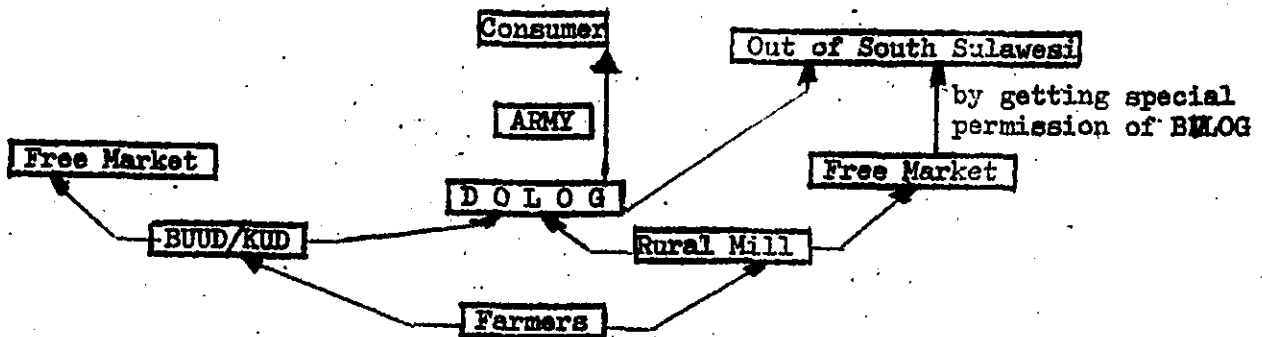 Consumer
Out of South Sulawesi
by getting special
permission of BULOG
ARMY
Free Market
Free Market
D O L O G
BUUD/KUD
Rural Mill
Farmers